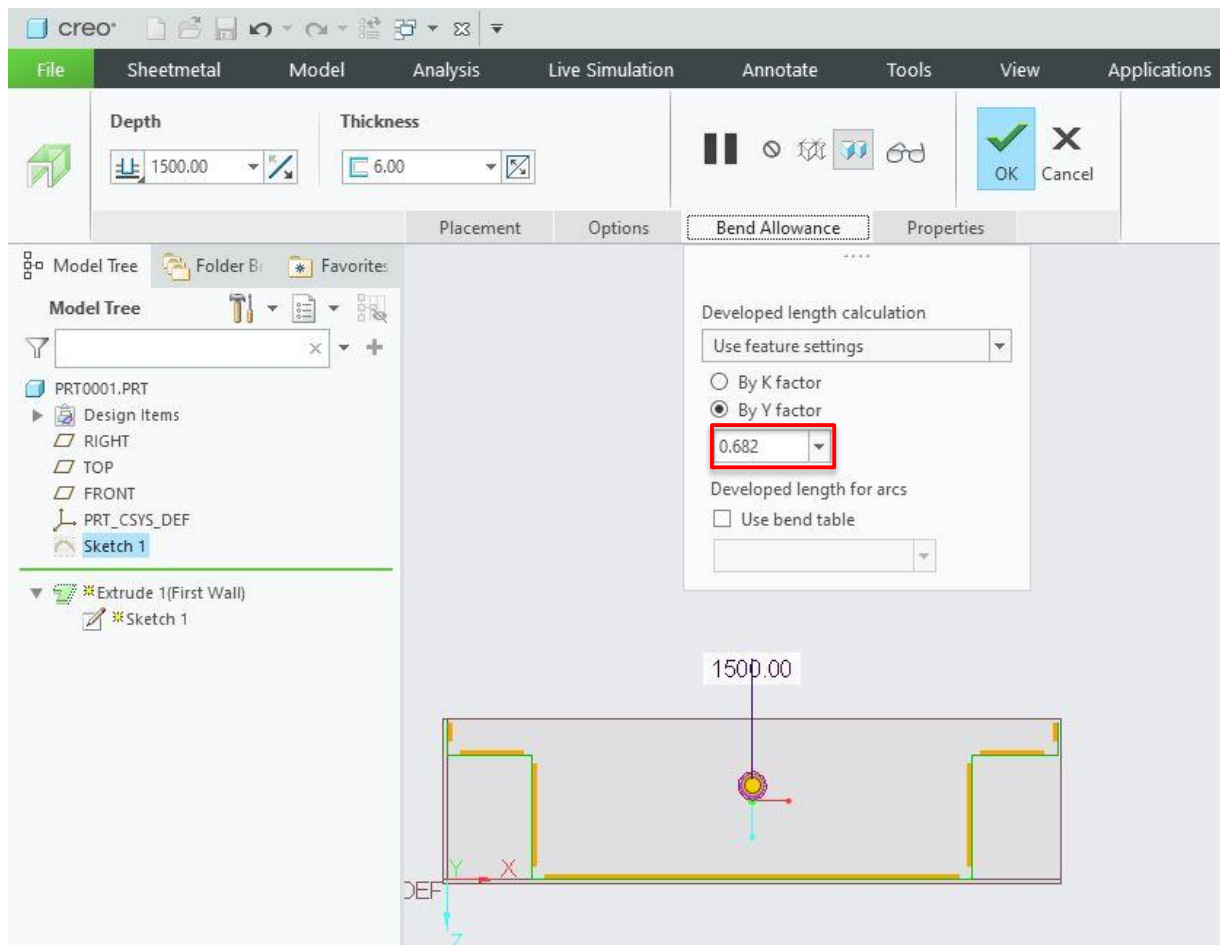 creo·
File Sheetmetal Model Analysis Live Simulation Annotate Tools View Applications
Depth Thickness
1500.00 6.00
OK Cancel
Placement Options Bend Allowance Properties
Model Tree Folder Br Favorites
Model Tree
PRT0001.PRT
Design Items
RIGHT
TOP
FRONT
PRT_CSYS_DEF
Sketch 1
Extrude 1(First Wall)
Sketch 1
Developed length calculation
Use feature settings
By K factor
By Y factor
0.682
Developed length for arcs
Use bend table
1500.00
Y X
DEF
Z